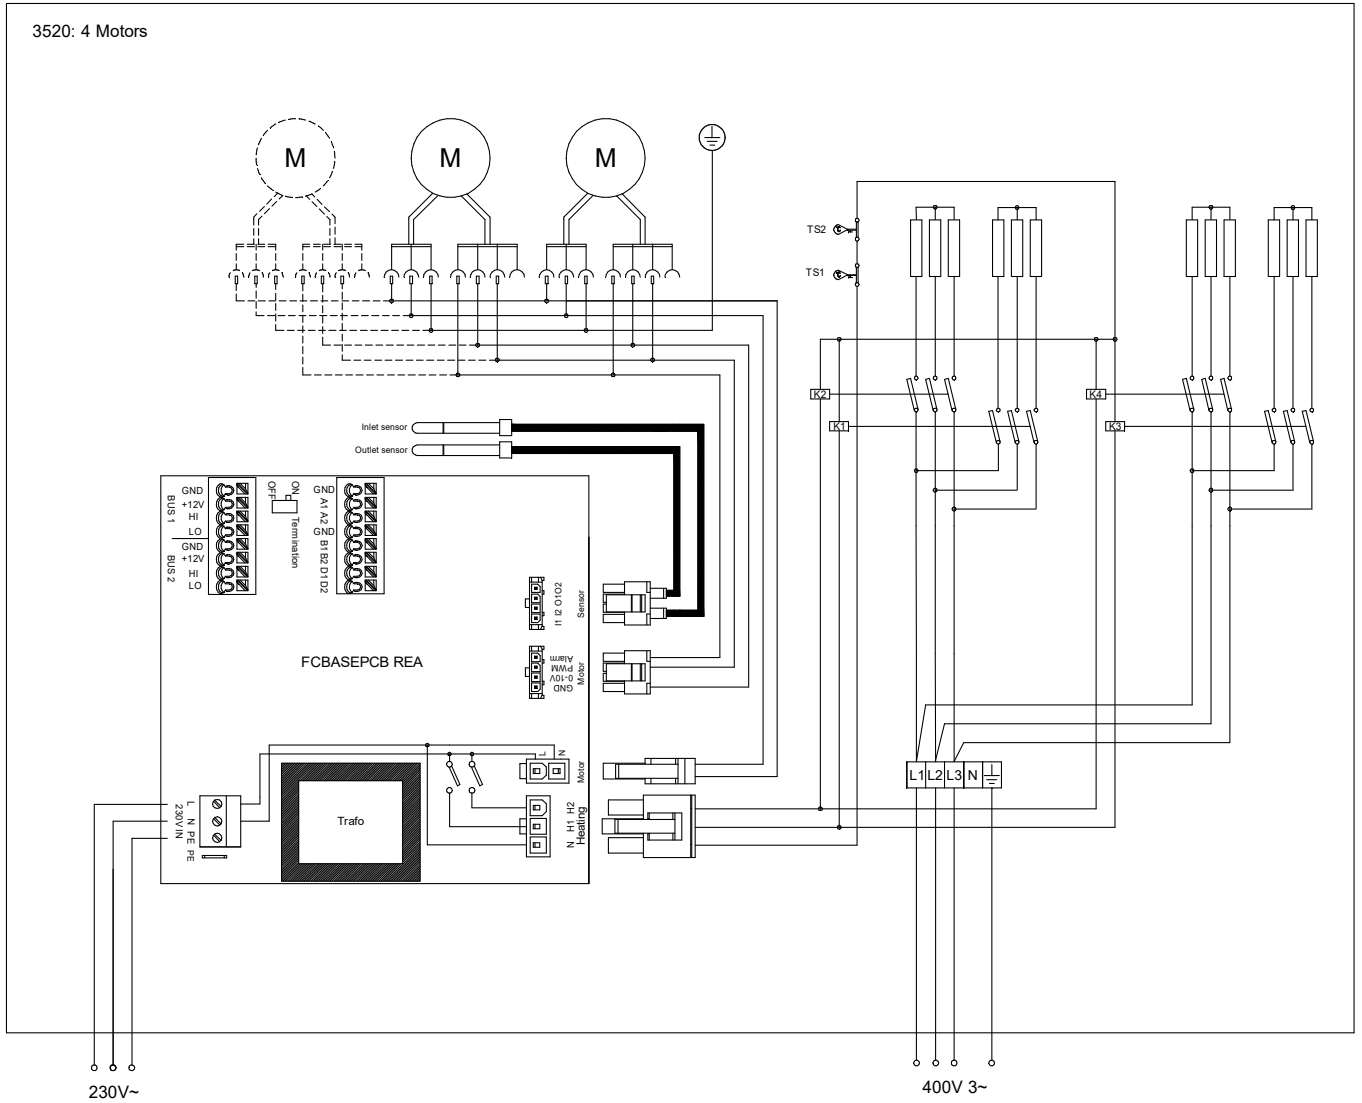 3520: 4 Motors
M
M
M
TS2
TS1
K2
K4
K1
K3
Inlet sensor
Outlet sensor
BUS 1
GND
+12V
HI
LO
BUS 2
GND
+12V
HI
LO
OFF ON
Termination
GND
A1 A2
GND
B1 B2 D1 D2
I1 I2 O1O2
Sensor
FCBASEPCB REA
Alarm
PWM
0-10V
GND
Motor
L N
Motor
L1 L2 L3 N
L N PE
230V IN
PE
Trafo
N H1 H2
Heating
230V~
400V 3~